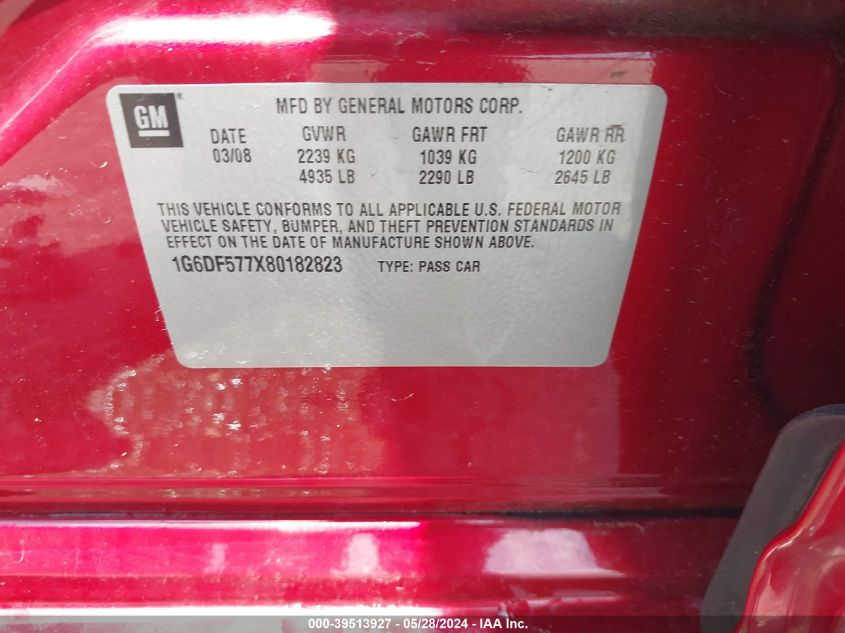 GM
MFD BY GENERAL MOTORS CORP.
DATE GVWR GAWR FRT GAWR RR
03/08 2239 KG 1039 KG 1200 KG
4935 LB 2290 LB 2645 LB
THIS VEHICLE CONFORMS TO ALL APPLICABLE U.S. FEDERAL MOTOR
VEHICLE SAFETY, BUMPER, AND THEFT PREVENTION STANDARDS IN
EFFECT ON THE DATE OF MANUFACTURE SHOWN ABOVE.
1G6DF577X80182823 TYPE: PASS CAR
000-39513927 - 05/28/2024 - IAA Inc.